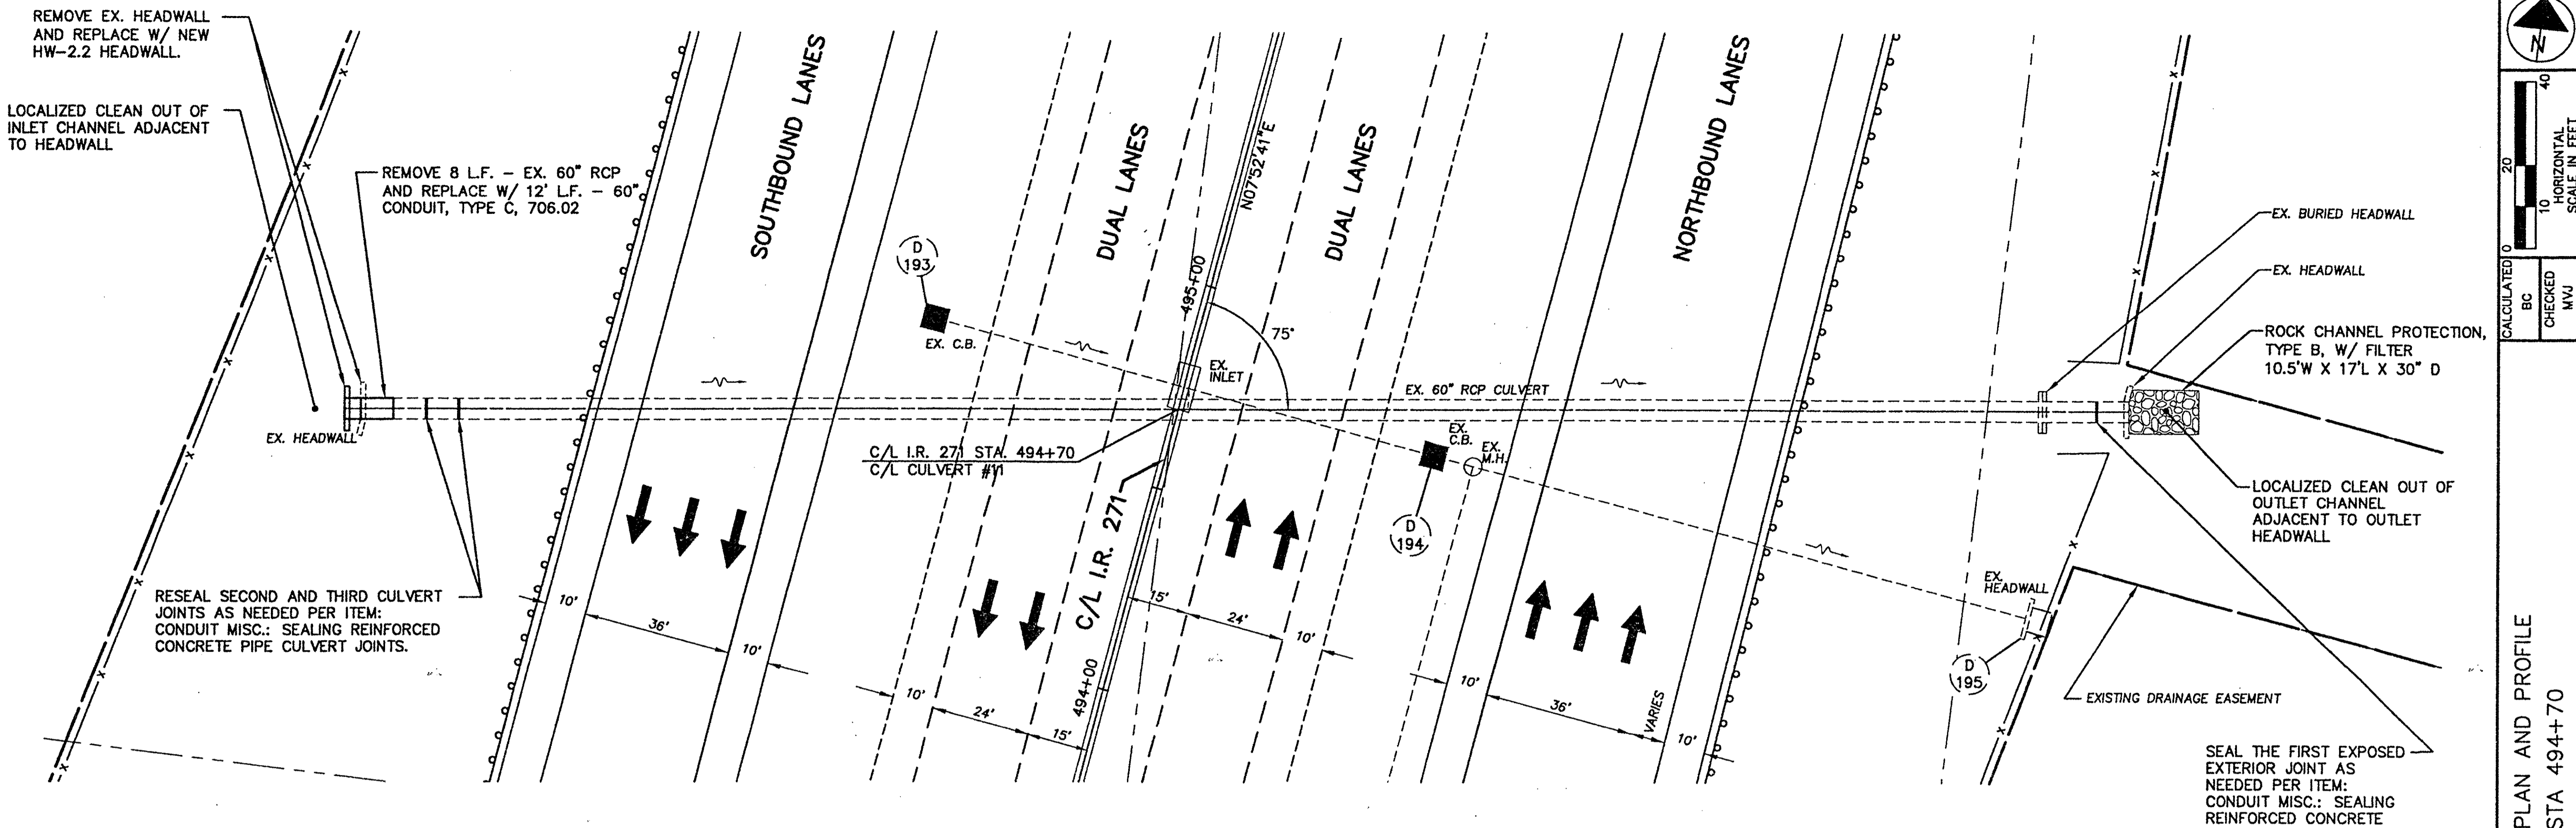 REMOVE EX. HEADWALL
AND REPLACE W/ NEW
HW-2.2 HEADWALL.
LOCALIZED CLEAN OUT OF
INLET CHANNEL ADJACENT
TO HEADWALL
REMOVE 8 L.F. - EX. 60" RCP
AND REPLACE W/ 12' L.F. - 60"
CONDUIT, TYPE C, 706.02
SOUTHBOUND LANES
DUAL LANES
N07°52'41"E
DUAL LANES
NORTHBOUND LANES
D
193
EX. C.B.
495+00
75°
EX.
INLET
EX. 60" RCP CULVERT
EX. HEADWALL
C/L I.R. 271 STA. 494+70
C/L CULVERT #11
EX.
C.B.
EX.
M.H.
D
194
C/L I.R. 271
494+00
RESEAL SECOND AND THIRD CULVERT
JOINTS AS NEEDED PER ITEM:
CONDUIT MISC.: SEALING REINFORCED
CONCRETE PIPE CULVERT JOINTS.
10'
36'
10'
10'
24'
15'
15'
24'
10'
10'
36'
VARIES
10'
EX. BURIED HEADWALL
EX. HEADWALL
ROCK CHANNEL PROTECTION,
TYPE B, W/ FILTER
10.5'W X 17'L X 30" D
LOCALIZED CLEAN OUT OF
OUTLET CHANNEL
ADJACENT TO OUTLET
HEADWALL
EX.
HEADWALL
D
195
EXISTING DRAINAGE EASEMENT
SEAL THE FIRST EXPOSED
EXTERIOR JOINT AS
NEEDED PER ITEM:
CONDUIT MISC.: SEALING
REINFORCED CONCRETE
N
0
10
20
40
HORIZONTAL
SCALE IN FEET
CALCULATED
BC
CHECKED
MVJ
PLAN AND PROFILE
STA 494+70